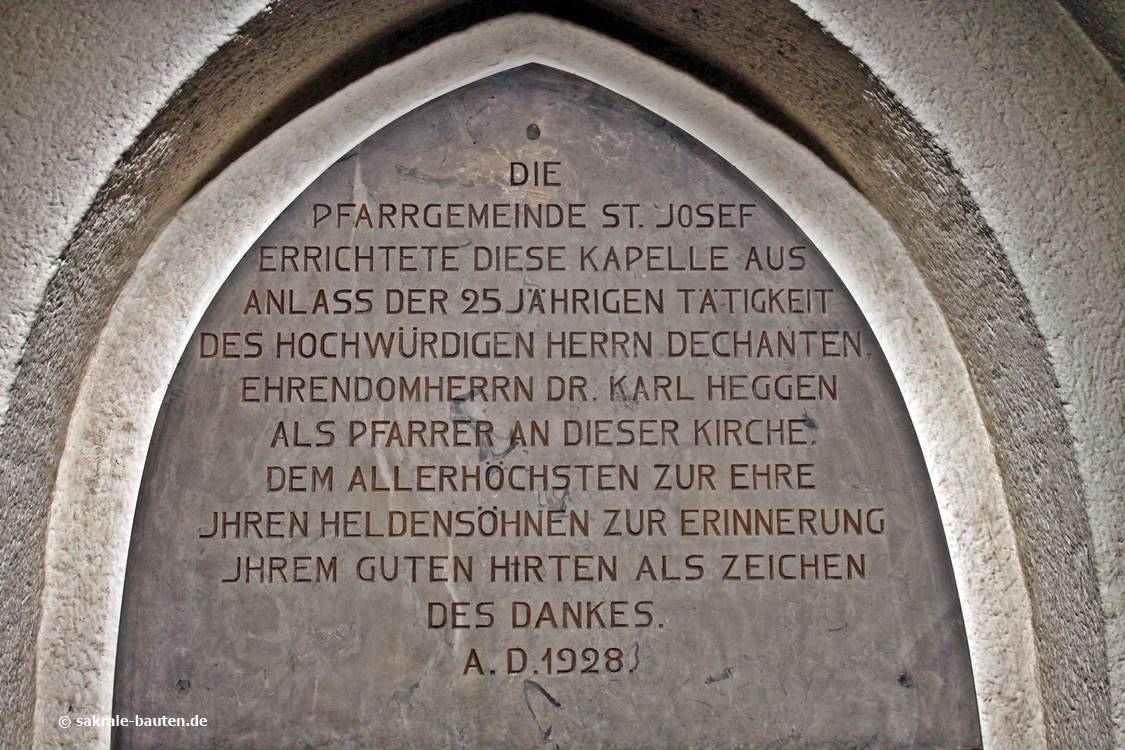 DIE
PFARRGEMEINDE ST. JOSEF
ERRICHTETE DIESE KAPELLE AUS
ANLASS DER 25JÄHRIGEN TÄTIGKEIT
DES HOCHWÜRDIGEN HERRN DECHANTEN,
EHRENDOMHERRN DR. KARL HEGGEN
ALS PFARRER AN DIESER KIRCHE.
DEM ALLERHÖCHSTEN ZUR EHRE
JHREN HELDENSÖHNEN ZUR ERINNERUNG
JHREM GUTEN HIRTEN ALS ZEICHEN
DES DANKES.
A. D. 1928
© sakrale-bauten.de